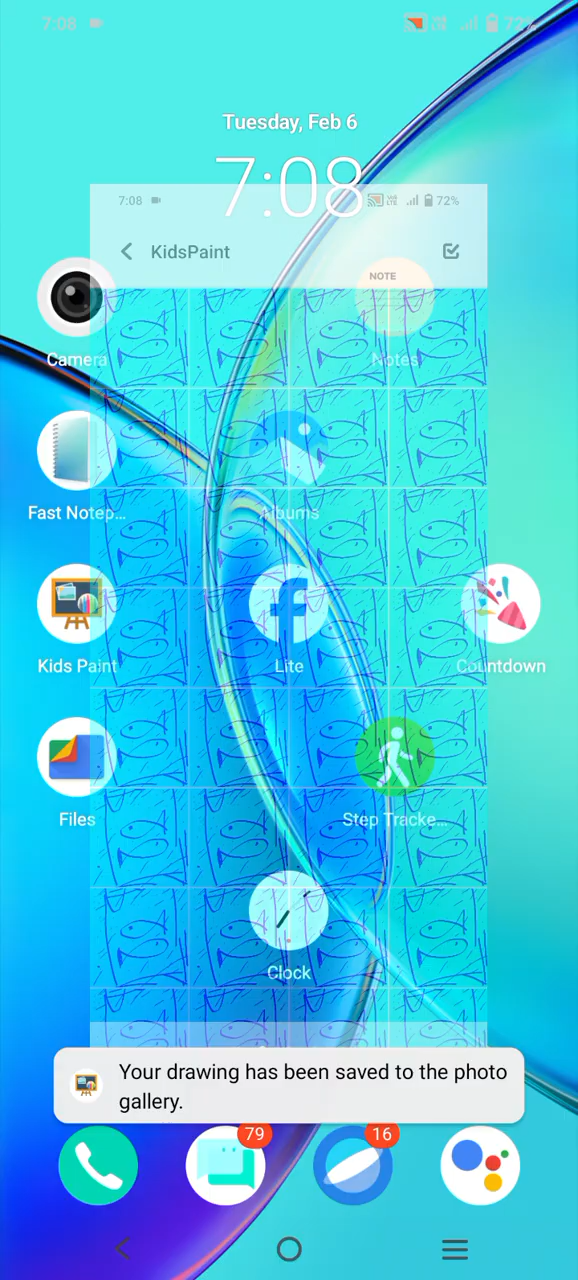 7:08
72%
Tuesday, Feb 6
7:08
7:08
72%
KidsPaint
NOTE
Camera
Notes
Fast Notep...
Albums
Kids Paint
Lite
Countdown
Files
Step Tracke...
Clock
Your drawing has been saved to the photo
gallery.
79
16